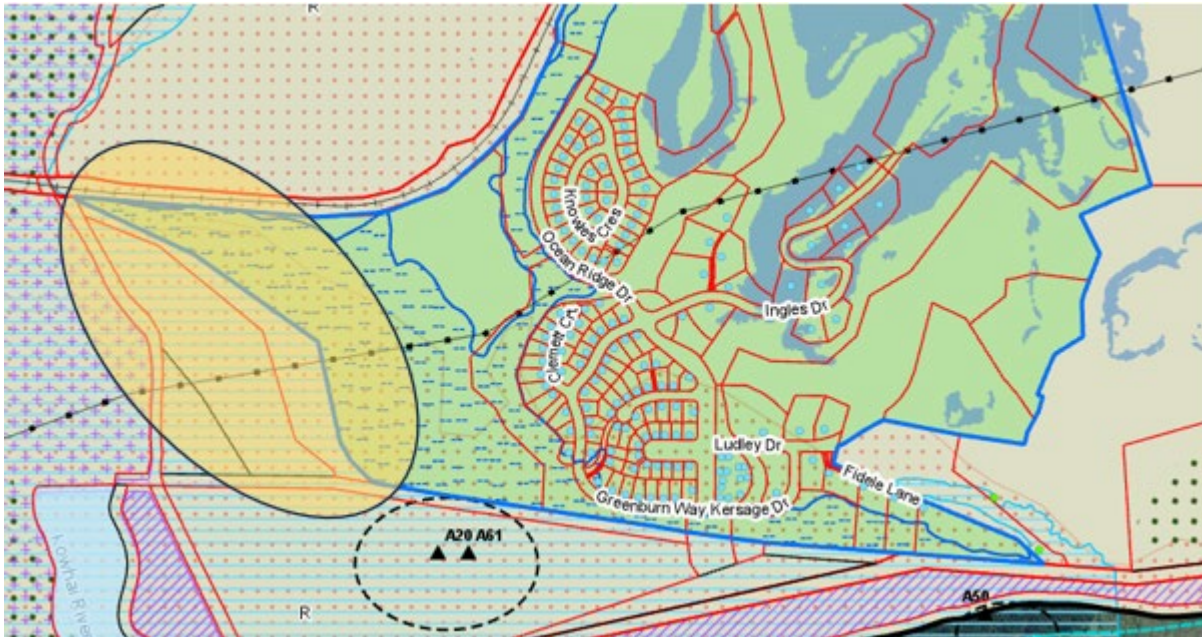 R
Knowles Cres
Ocean Ridge Dr
Ingles Dr
Clemett Crt
Ludley Dr
Fidele Lane
Greenburn Way Kersage Dr
A20 A61
A50
R